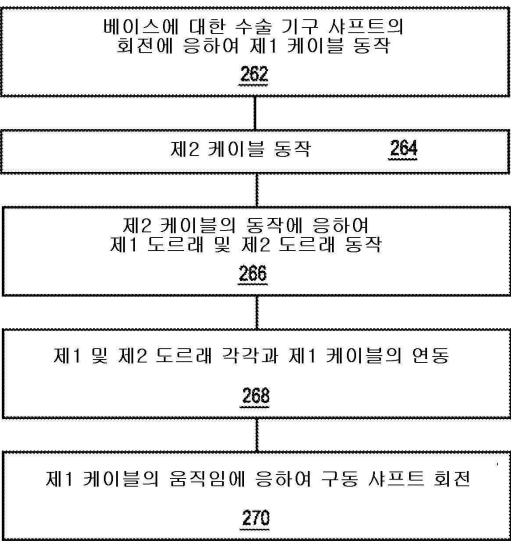 베이스에 대한 수술 기구 샤프트의
회전에 응하여 제1 케이블 동작
262
제2 케이블 동작 264
제2 케이블의 동작에 응하여
제1 도르래 및 제2 도르래 동작
266
제1 및 제2 도르래 각각과 제1 케이블의 연동
268
제1 케이블의 움직임에 응하여 구동 샤프트 회전
270